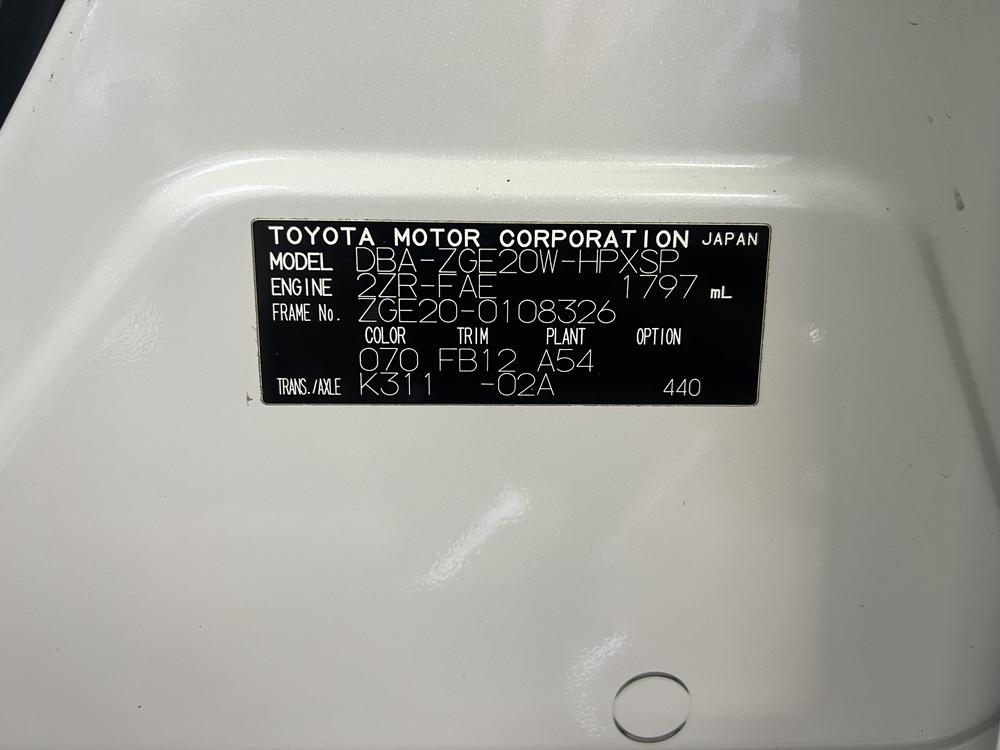 TOYOTA MOTOR CORPORATION JAPAN
MODEL DBA-ZGE20W-HPXSP
ENGINE 2ZR-FAE 1797 mL
FRAME No. ZGE20-0108326
COLOR TRIM PLANT OPTION
070 FB12 A54
TRANS./AXLE K311 -02A 440